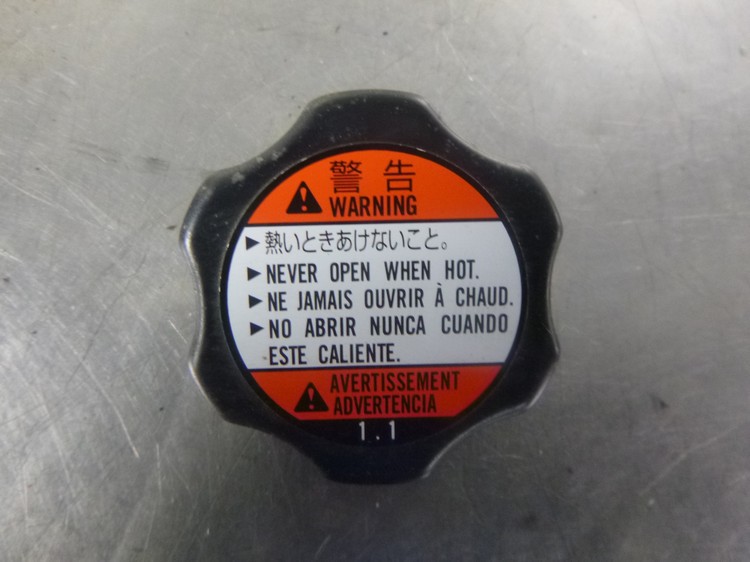 警告
WARNING
▶熱いときあけないこと。
▶NEVER OPEN WHEN HOT.
▶NE JAMAIS OUVRIR À CHAUD.
▶NO ABRIR NUNCA CUANDO
ESTE CALIENTE.
AVERTISSEMENT
ADVERTENCIA
1.1